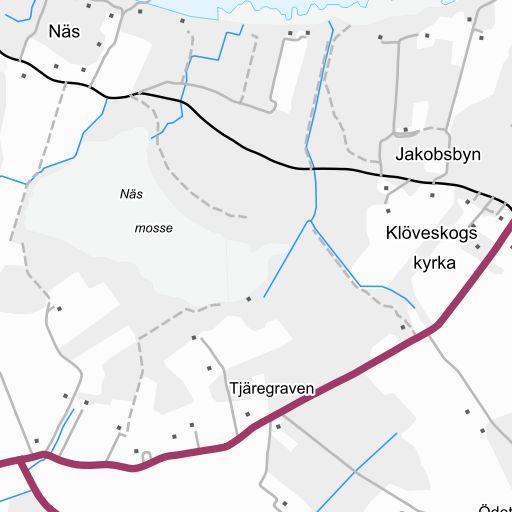 Näs
Jakobsbyn
Näs
mosse
Klöveskogs
kyrka
Tjäregraven